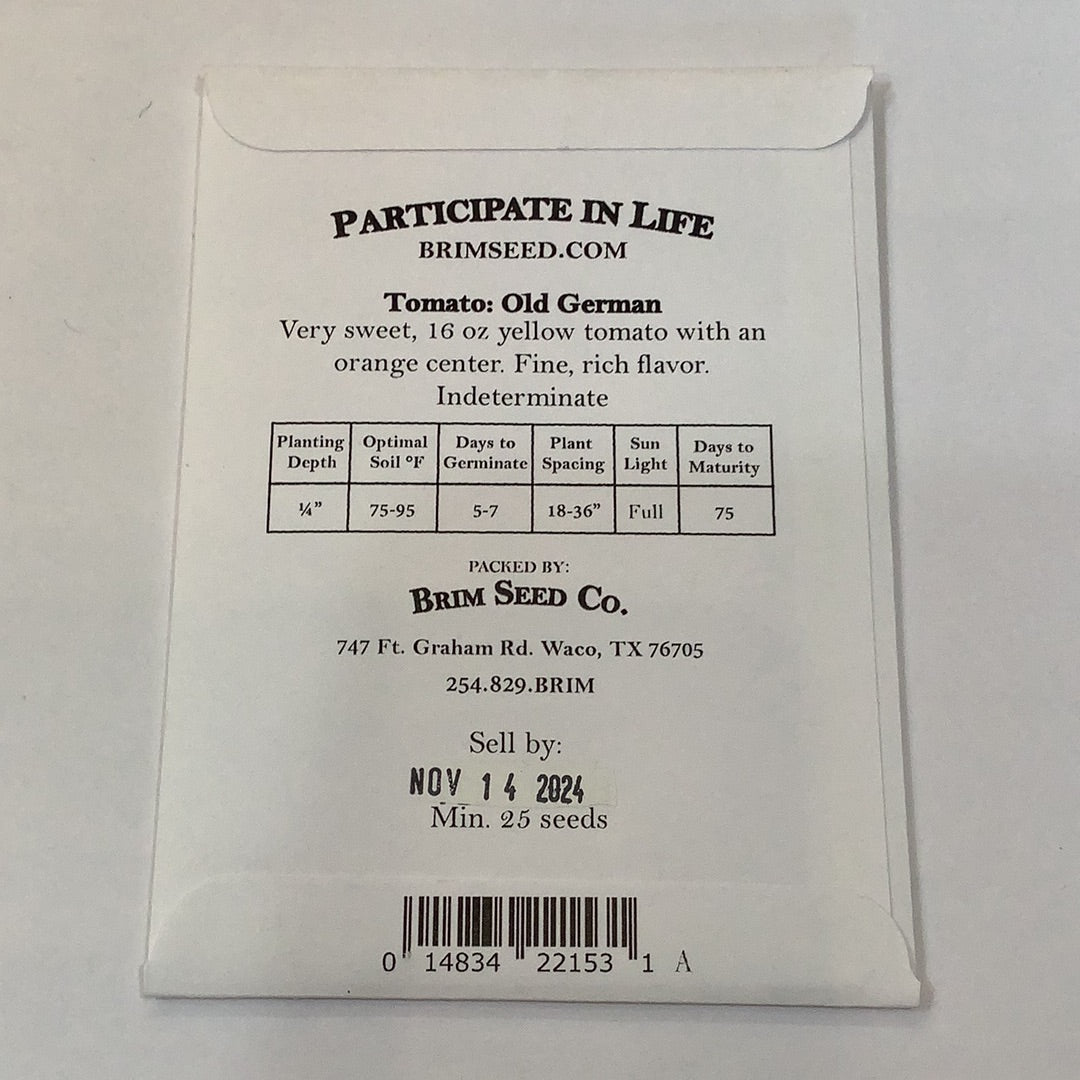 PARTICIPATE IN LIFE
BRIMSEED.COM
Tomato: Old German
Very sweet, 16 oz yellow tomato with an
orange center. Fine, rich flavor.
Indeterminate
Planting Depth Optimal Soil °F Days to Germinate Plant Spacing Sun Light Days to Maturity
¼” 75-95 5-7 18-36” Full 75
PACKED BY:
BRIM SEED CO.
747 Ft. Graham Rd. Waco, TX 76705
254.829.BRIM
Sell by:
NOV 14 2024
Min. 25 seeds
0 14834 22153 1 A